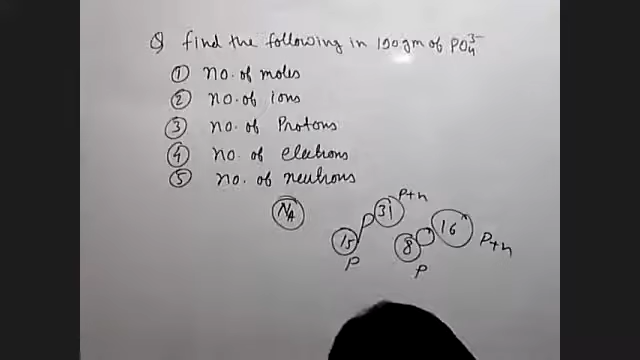 Q find the following in 100 gm of PO₄³⁻
① no. of moles
② no. of ions
③ no. of Protons
④ no. of electrons
⑤ no. of neutrons
NA
15 P 31 P+n
P
8 O 16 P+n
P